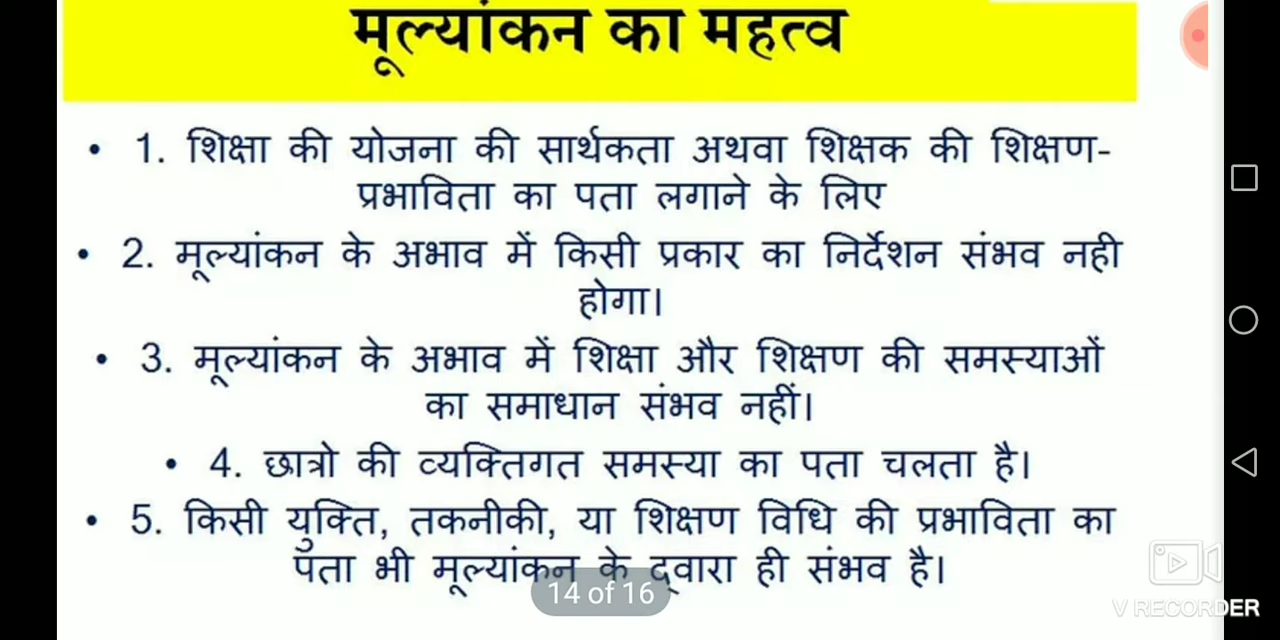 मूल्यांकन का महत्व
• 1. शिक्षा की योजना की सार्थकता अथवा शिक्षक की शिक्षण-
प्रभाविता का पता लगाने के लिए
• 2. मूल्यांकन के अभाव में किसी प्रकार का निर्देशन संभव नही
होगा।
• 3. मूल्यांकन के अभाव में शिक्षा और शिक्षण की समस्याओं
का समाधान संभव नहीं।
• 4. छात्रो की व्यक्तिगत समस्या का पता चलता है।
• 5. किसी युक्ति, तकनीकी, या शिक्षण विधि की प्रभाविता का
पता भी मूल्यांकन के द्वारा ही संभव है।
14 of 16
V RECORDER